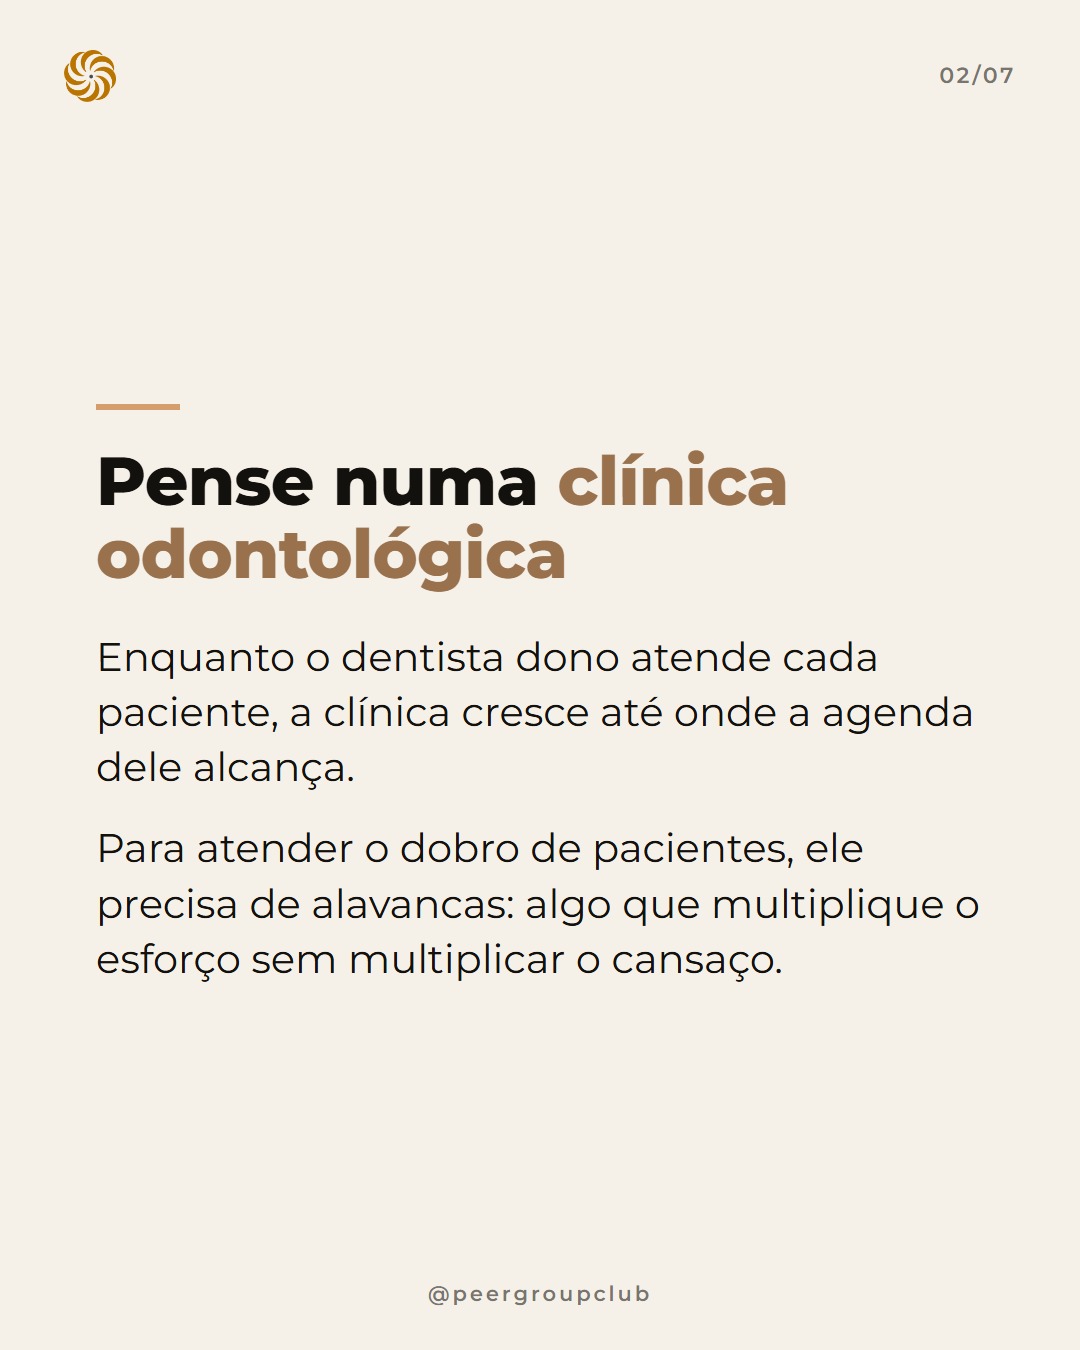 02/07
Pense numa clínica
odontológica
Enquanto o dentista dono atende cada
paciente, a clínica cresce até onde a agenda
dele alcança.
Para atender o dobro de pacientes, ele
precisa de alavancas: algo que multiplique o
esforço sem multiplicar o cansaço.
@peergroupclub